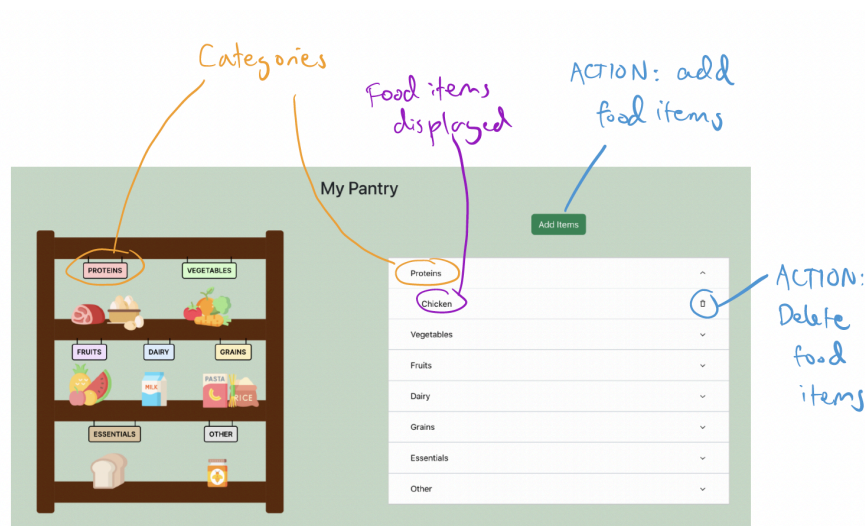 Categories
Food items
displayed
ACTION: add
food items
My Pantry
Add Items
PROTEINS
VEGETABLES
FRUITS
DAIRY
GRAINS
MILK
PASTA
RICE
ESSENTIALS
OTHER
Proteins
Chicken
Vegetables
Fruits
Dairy
Grains
Essentials
Other
ACTION:
Delete
food
items